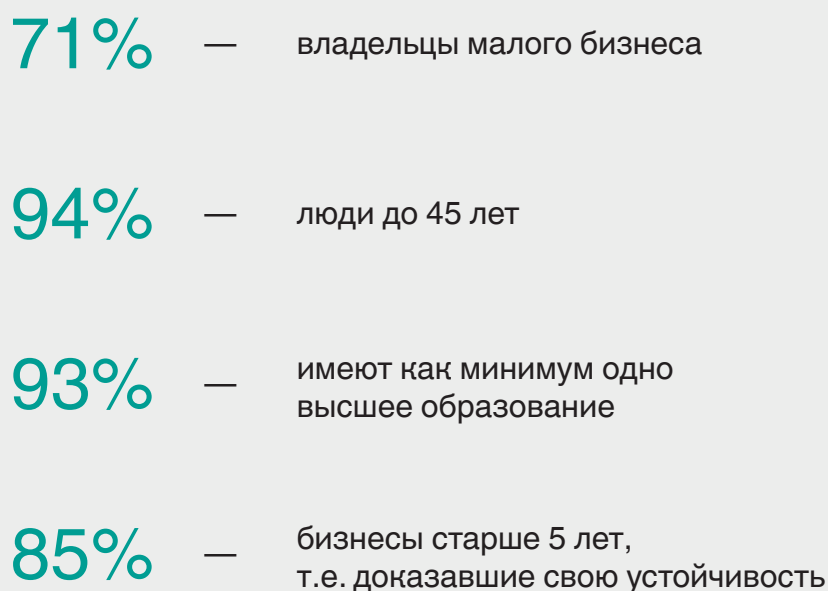 71% — владельцы малого бизнеса
94% — люди до 45 лет
93% — имеют как минимум одно
высшее образование
85% — бизнесы старше 5 лет,
т.е. доказавшие свою устойчивость